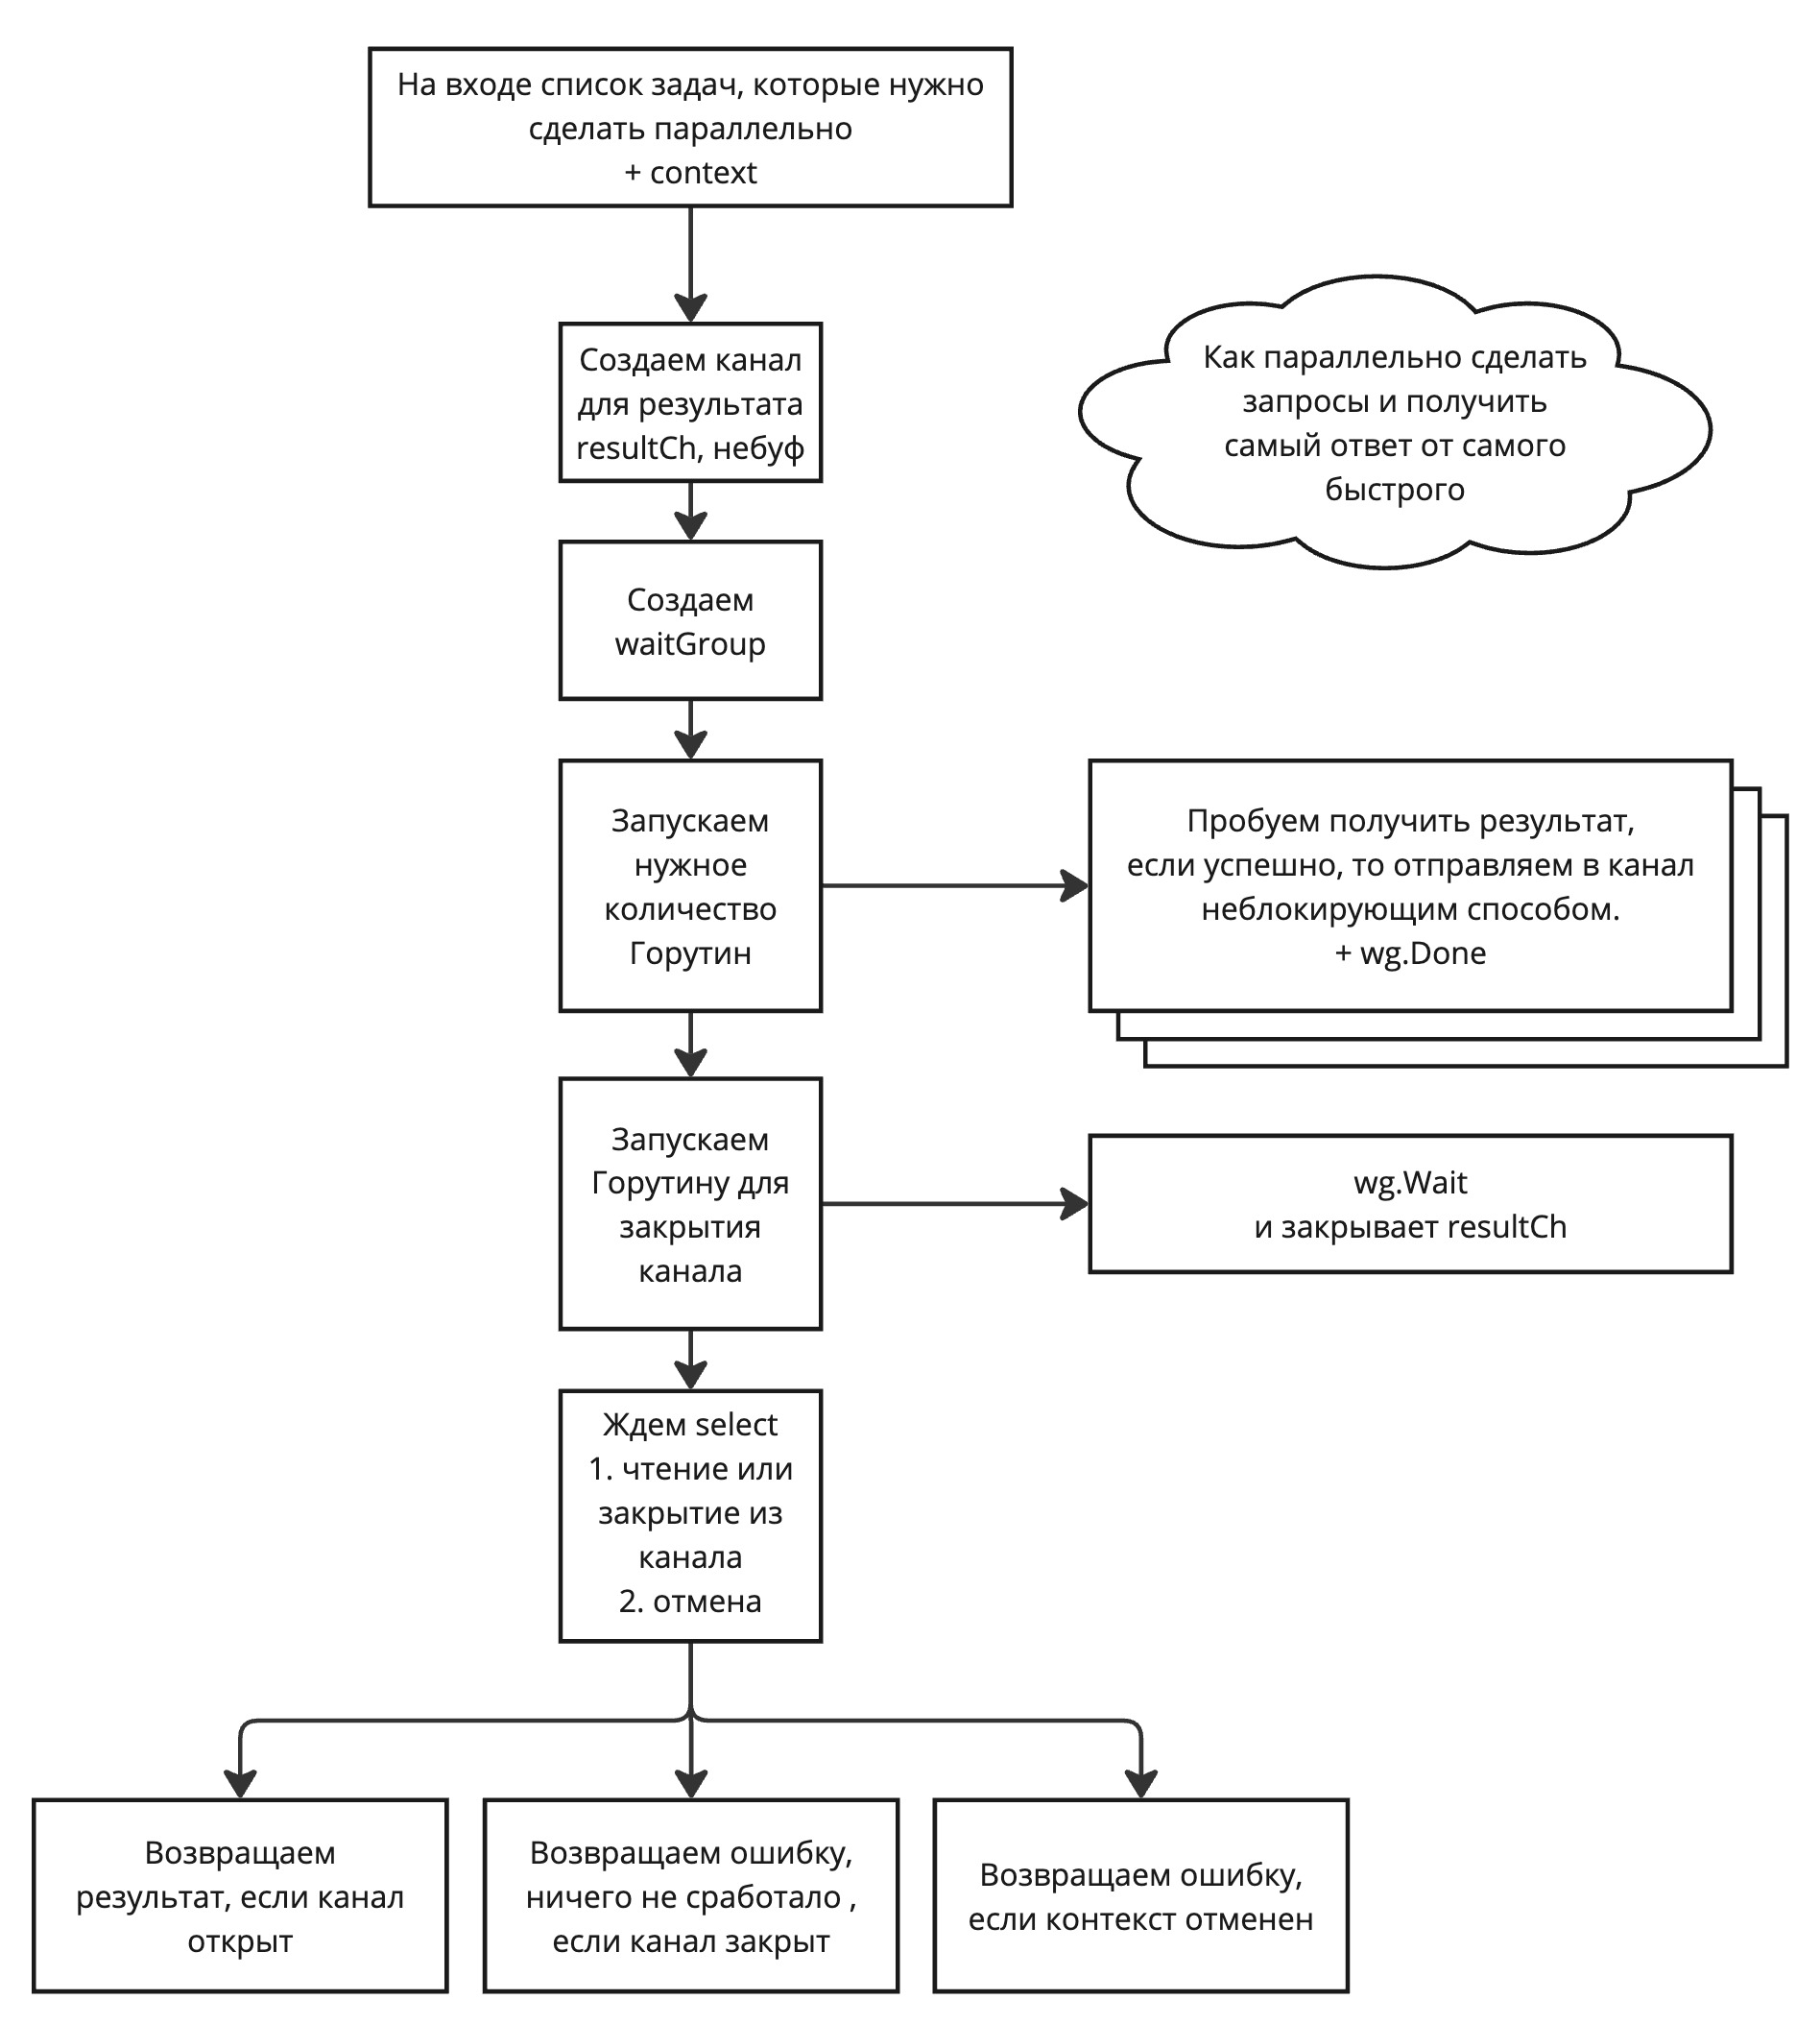 На входе список задач, которые нужно
сделать параллельно
+ context
Создаем канал
для результата
resultCh, небуф
Как параллельно сделать
запросы и получить
самый ответ от самого
быстрого
Создаем
waitGroup
Запускаем
нужное
количество
Горутин
Пробуем получить результат,
если успешно, то отправляем в канал
неблокирующим способом.
+ wg.Done
Запускаем
Горутину для
закрытия
канала
wg.Wait
и закрывает resultCh
Ждем select
1. чтение или
закрытие из
канала
2. отмена
Возвращаем
результат, если канал
открыт
Возвращаем ошибку,
ничего не сработало ,
если канал закрыт
Возвращаем ошибку,
если контекст отменен